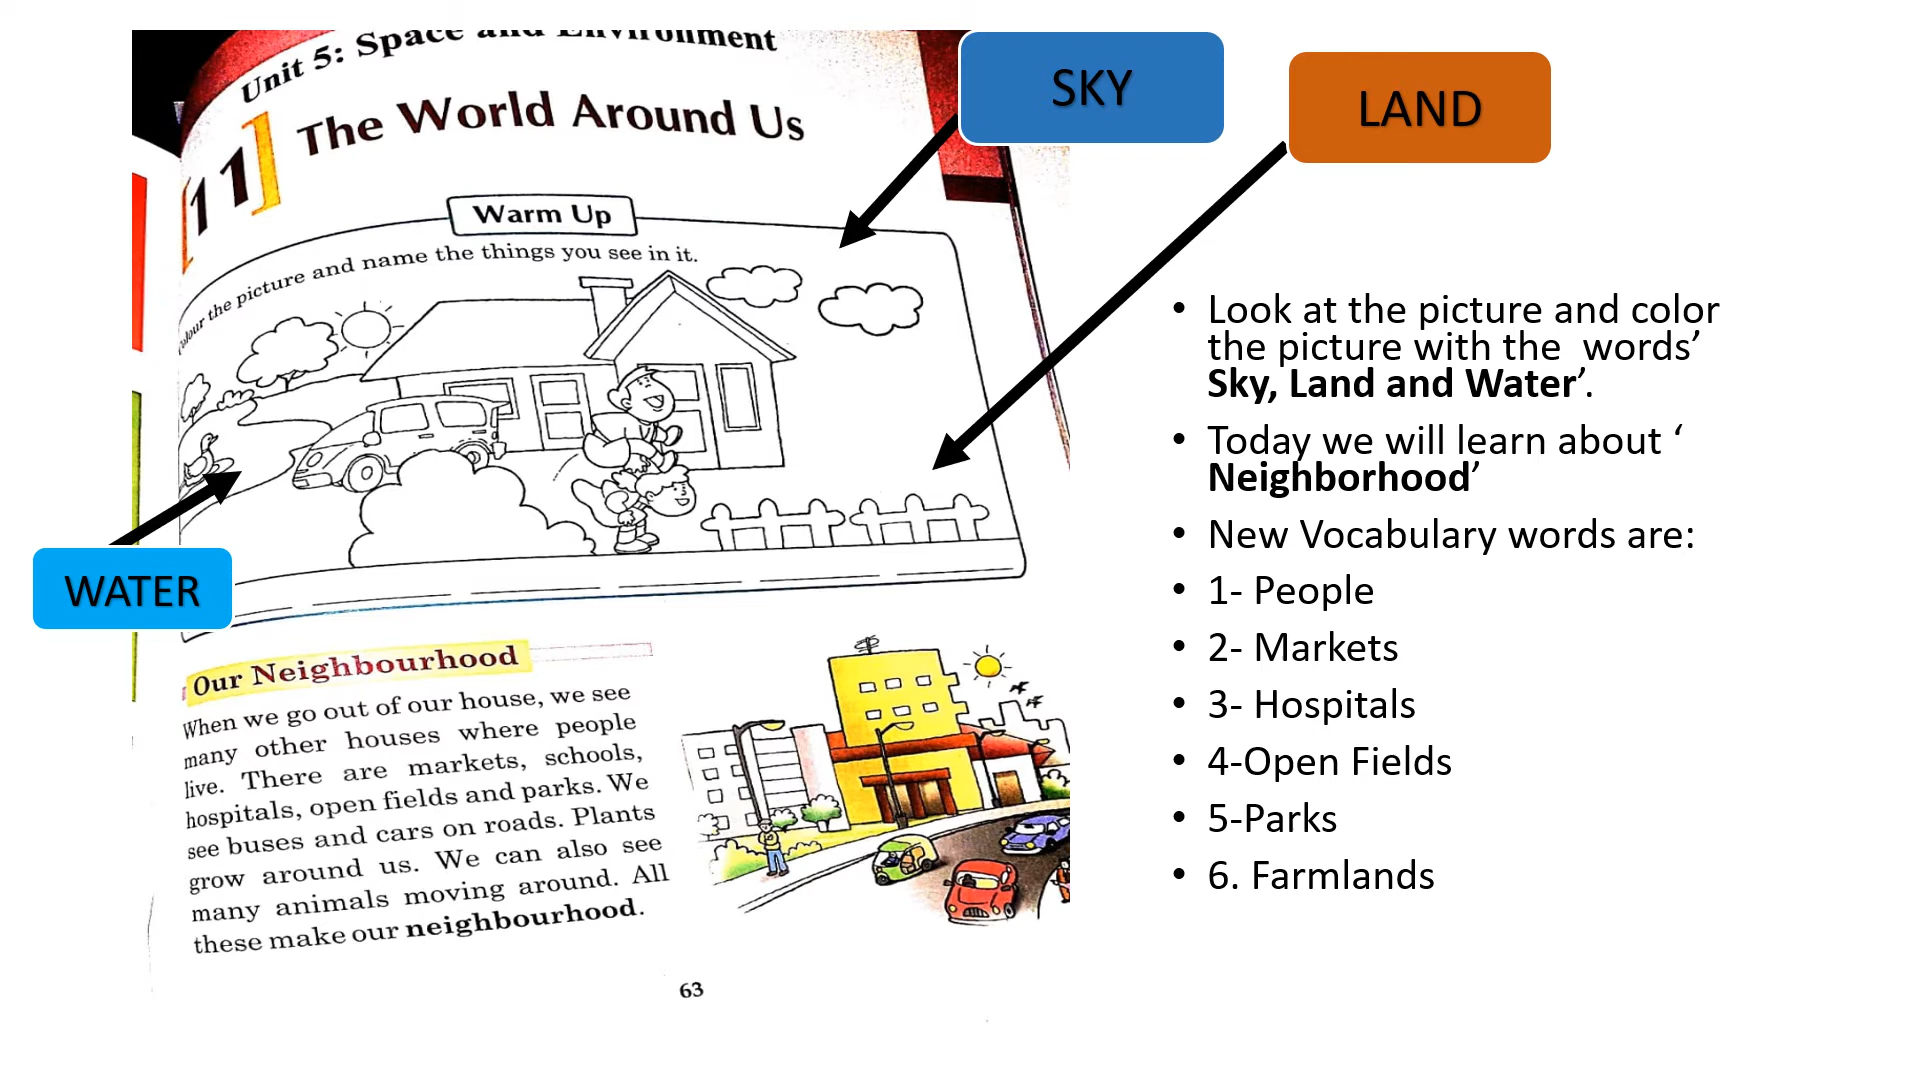 Unit 5: Space and Environment
[11]
The World Around Us
Warm Up
Colour the picture and name the things you see in it.
Our Neighbourhood
When we go out of our house, we see
many other houses where people
live. There are markets, schools,
hospitals, open fields and parks. We
see buses and cars on roads. Plants
grow around us. We can also see
many animals moving around. All
these make our neighbourhood.
63
SKY
LAND
WATER
• Look at the picture and color
the picture with the words’
Sky, Land and Water’.
• Today we will learn about ‘
Neighborhood’
• New Vocabulary words are:
• 1- People
• 2- Markets
• 3- Hospitals
• 4-Open Fields
• 5-Parks
• 6. Farmlands